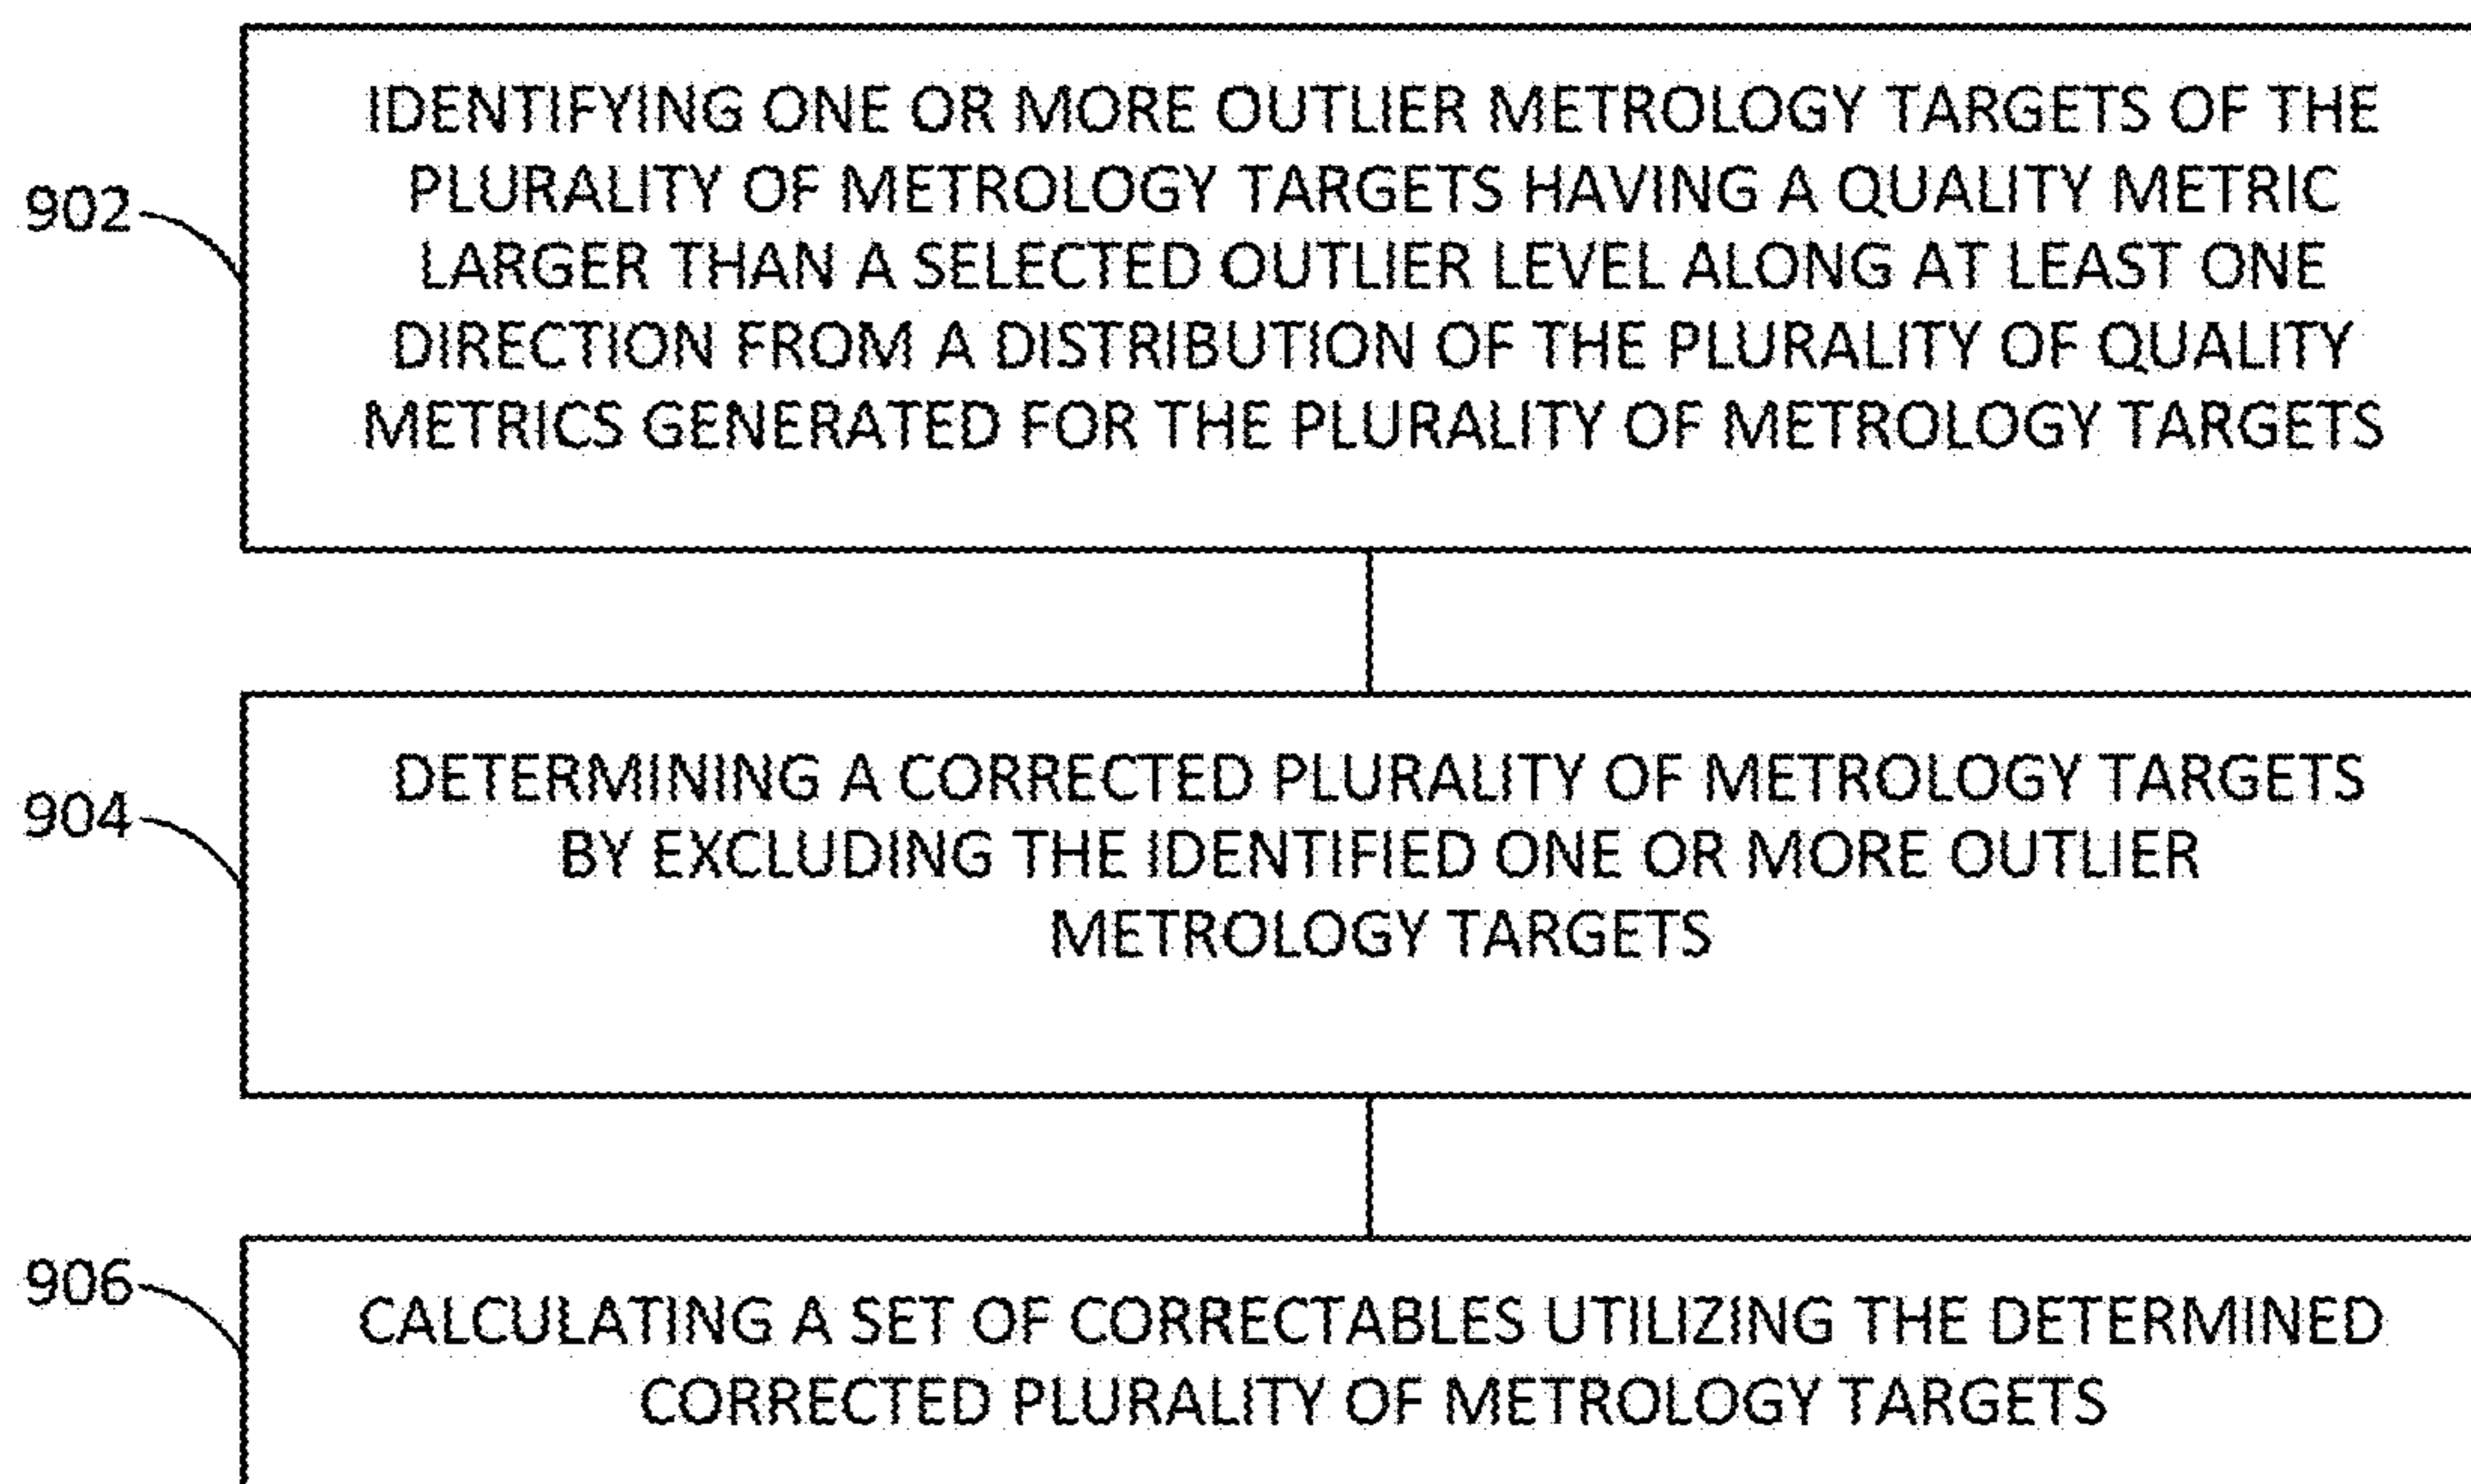 IDENTIFYING ONE OR MORE OUTLIER METROLOGY TARGETS OF THE
PLURALITY OF METROLOGY TARGETS HAVING A QUALITY METRIC
902
LARGER THAN A SELECTED OUTLIER LEVEL ALONG AT LEAST ONE
DIRECTION FROM A DISTRIBUTION OF THE PLURALITY OF QUALITY
METRICS GENERATED FOR THE PLURALITY OF METROLOGY TARGETS
DETERMINING A CORRECTED PLURALITY OF METROLOGY TARGETS
904
BY EXCLUDING THE IDENTIFIED ONE OR MORE OUTLIER
METROLOGY TARGETS
906
CALCULATING A SET OF CORRECTABLES UTILIZING THE DETERMINED
CORRECTED PLURALITY OF METROLOGY TARGETS